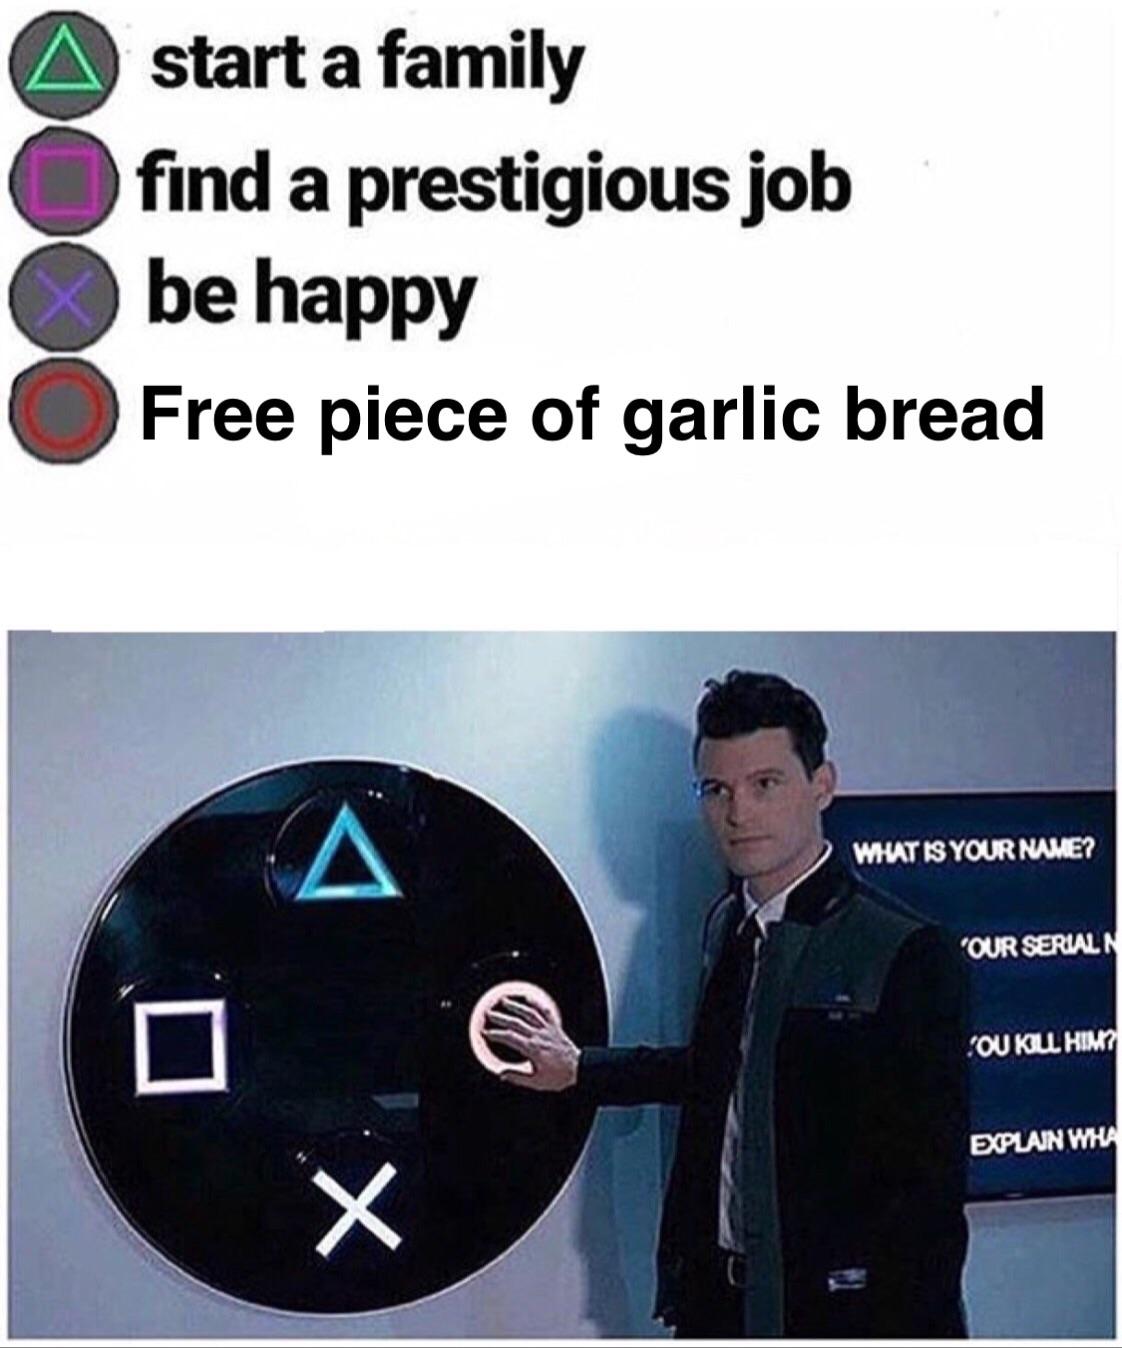 start a family
find a prestigious job
be happy
Free piece of garlic bread
WHAT IS YOUR NAME?
OUR SERIAL N
OU KILL HIM?
EXPLAIN WHA